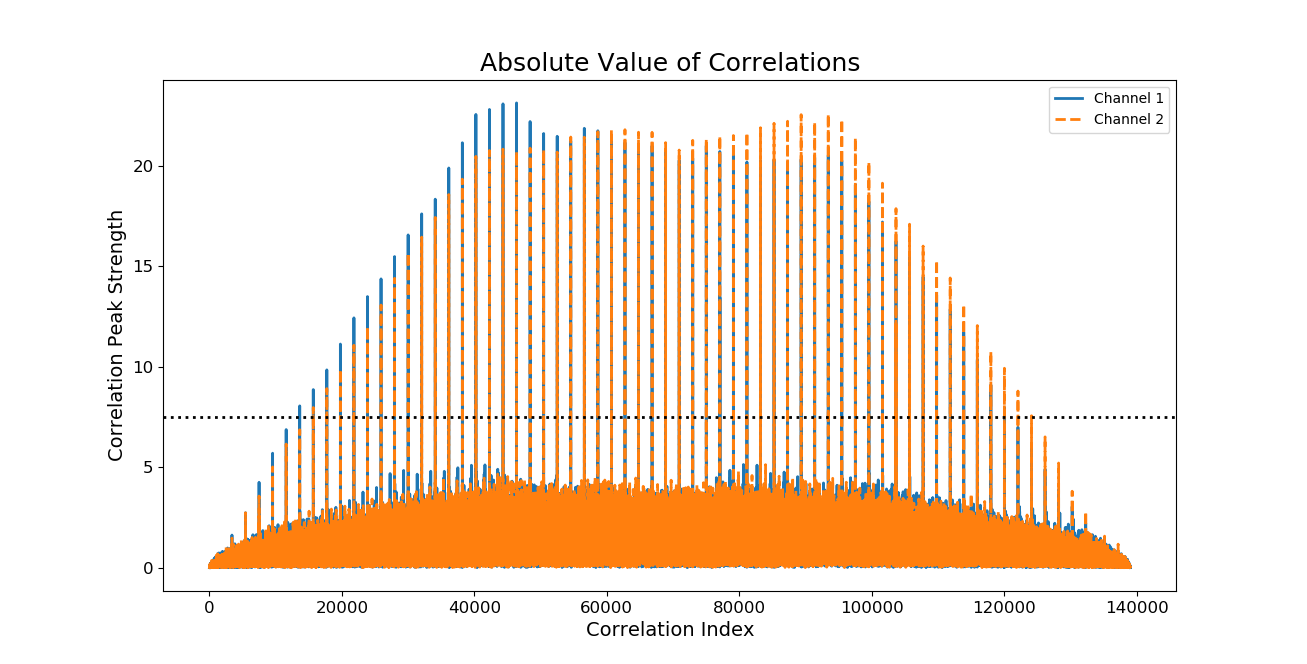 Absolute Value of Correlations
Channel 1
Channel 2
Correlation Peak Strength
20
15
10
5
0
0 20000 40000 60000 80000 100000 120000 140000
Correlation Index